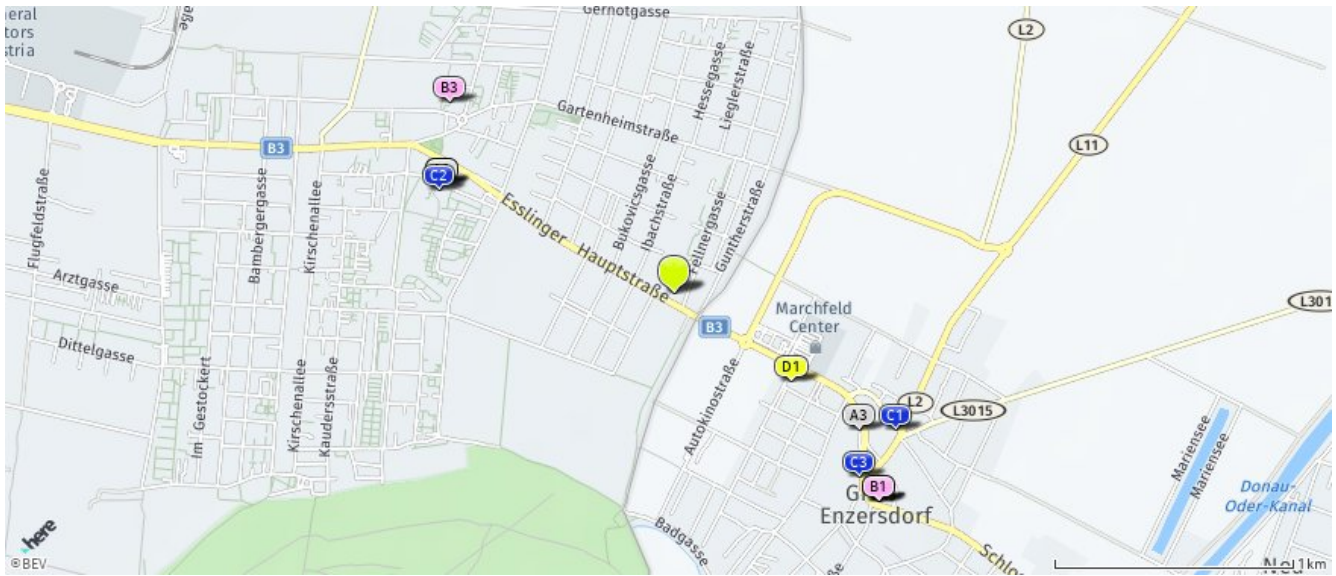 eral
tors
stria
raße
Gernotgasse
L2
B3
Hessegasse
Lieglerstraße
Gartenheimstraße
B3
L11
C2
Flugfeldstraße
Bambergergasse
Kirschenallee
Esslinger Hauptstraße
Bukovicsgasse
Ibachstraße
Fellnergasse
Guntherstraße
Arztgasse
L301
Marchfeld
Center
B3
Dittelgasse
D1
Im Gestockert
Kirschenallee
Kaudersstraße
Autokinostraße
A3
C1
L2
L3015
C3
B1
Mariensee
Mariensee
Enzersdorf
Donau-
Oder-Kanal
Badgasse
here
©BEV
1km